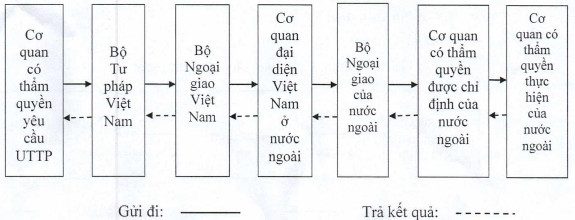 Cơ
quan
có
thẩm
quyền
yêu
cầu
UTTP
Bộ
Tư
pháp
Việt
Nam
Bộ
Ngoại
giao
Việt
Nam
Cơ
quan
đại
diện
Việt
Nam
ở
nước
ngoài
Bộ
Ngoại
giao
của
nước
ngoài
Cơ quan
có thẩm
quyền
được chỉ
định của
nước
ngoài
Cơ quan
có thẩm
quyền
thực
hiện
của
nước
ngoài
Gửi đi:
Trả kết quả: